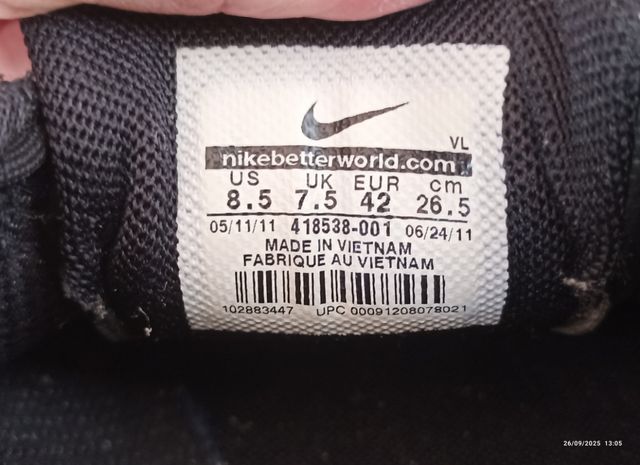 VL
nikebetterworld.com
US UK EUR cm
8.5 7.5 42 26.5
05/11/11 418538-001 06/24/11
MADE IN VIETNAM
FABRIQUE AU VIETNAM
102883447 UPC 00091208078021
26/09/2025 13:05